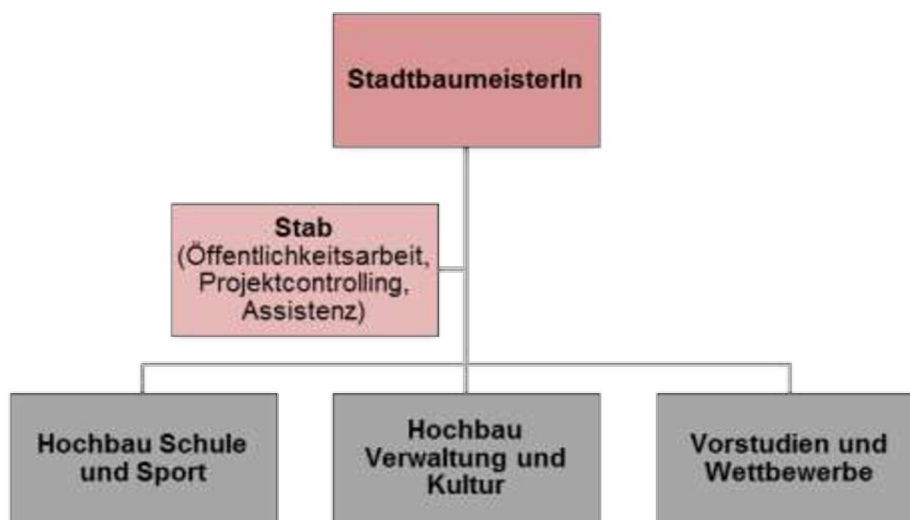 StadtbaumeisterIn
Stab
(Öffentlichkeitsarbeit,
Projektcontrolling,
Assistenz)
Hochbau Schule
und Sport
Hochbau
Verwaltung und
Kultur
Vorstudien und
Wettbewerbe